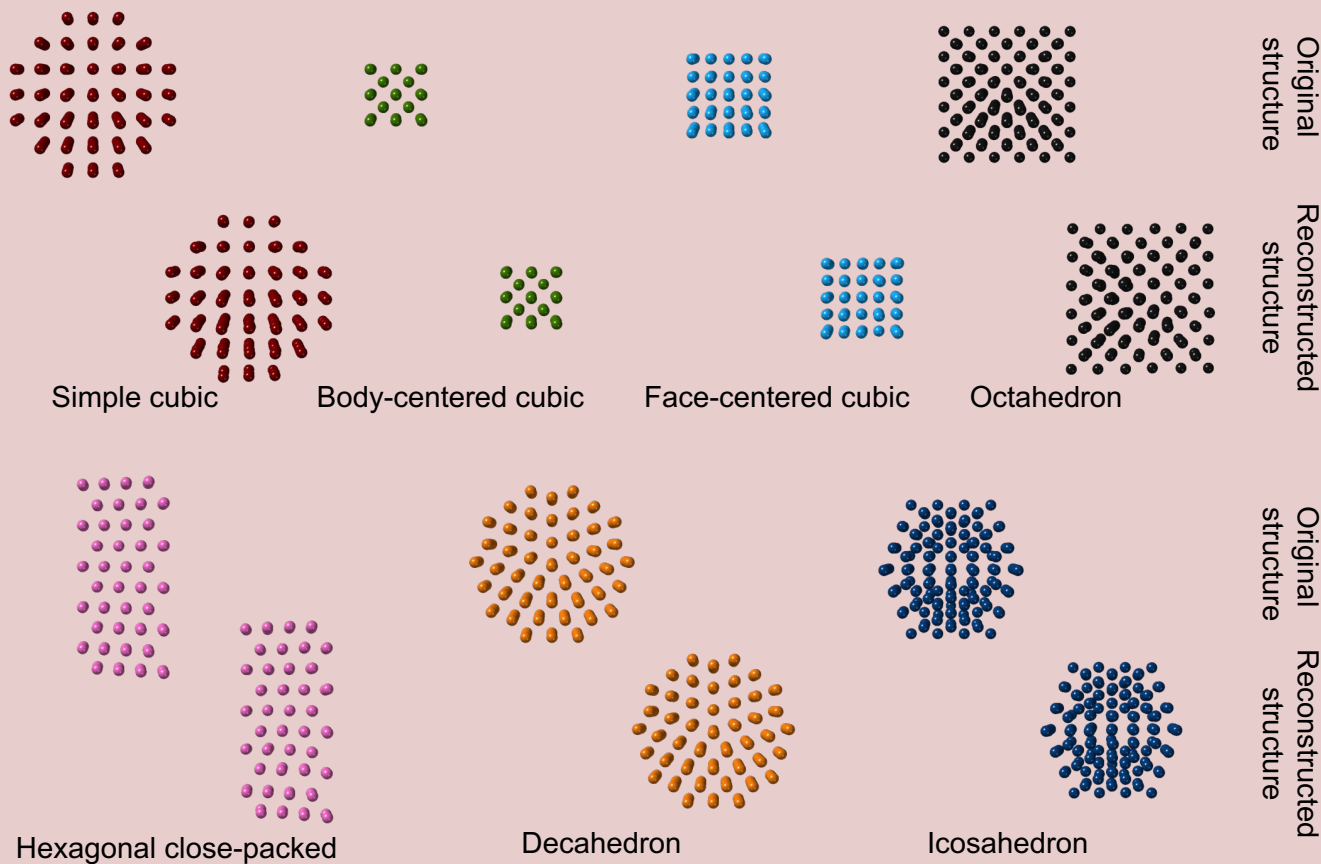 Original
structure
Reconstructed
structure
Simple cubic
Body-centered cubic
Face-centered cubic
Octahedron
Original
structure
Reconstructed
structure
Hexagonal close-packed
Decahedron
Icosahedron